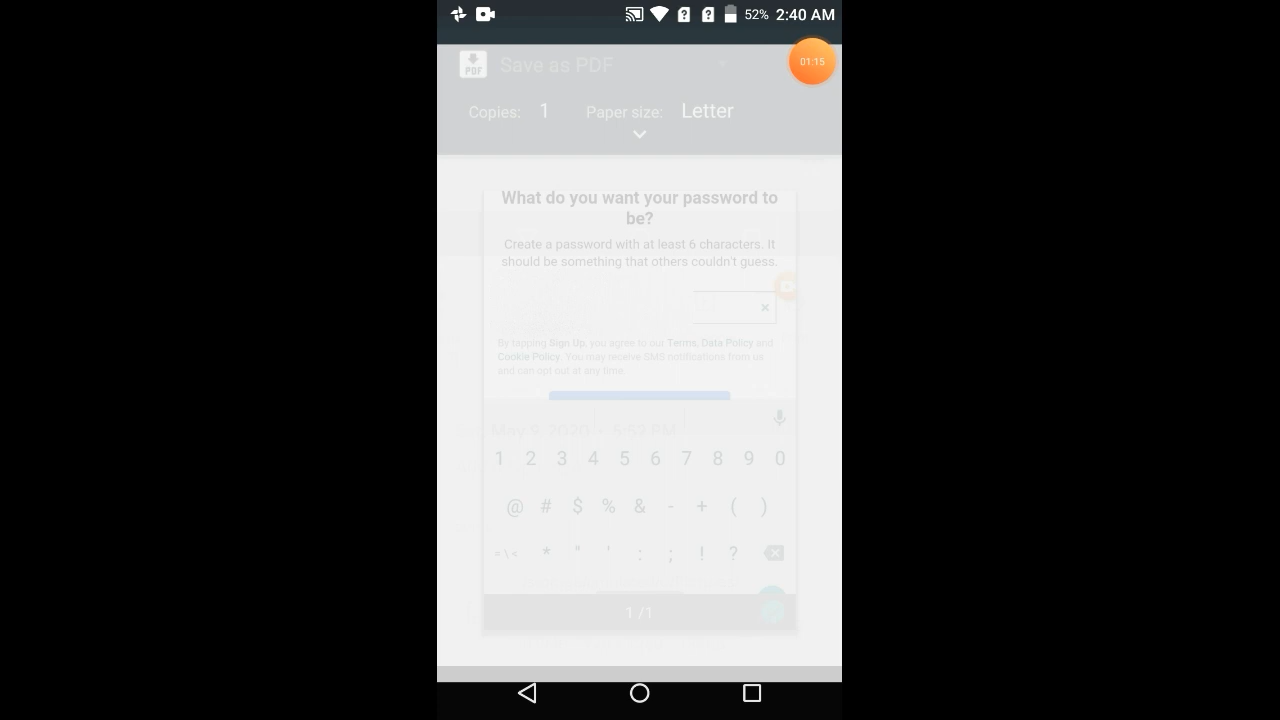 52% 2:40 AM
PDF Save as PDF
01:15
Copies: 1 Paper size: Letter
What do you want your password to
be?
Create a password with at least 6 characters. It
should be something that others couldn't guess.
By tapping Sign Up, you agree to our Terms, Data Policy and
Cookie Policy. You may receive SMS notifications from us
and can opt out at any time.
May 9, 2020 • 5:57 PM
1 2 3 4 5 6 7 8 9 0
@ # $ % & - + ( )
= \ < * " ' : ; ! ?
1 /1